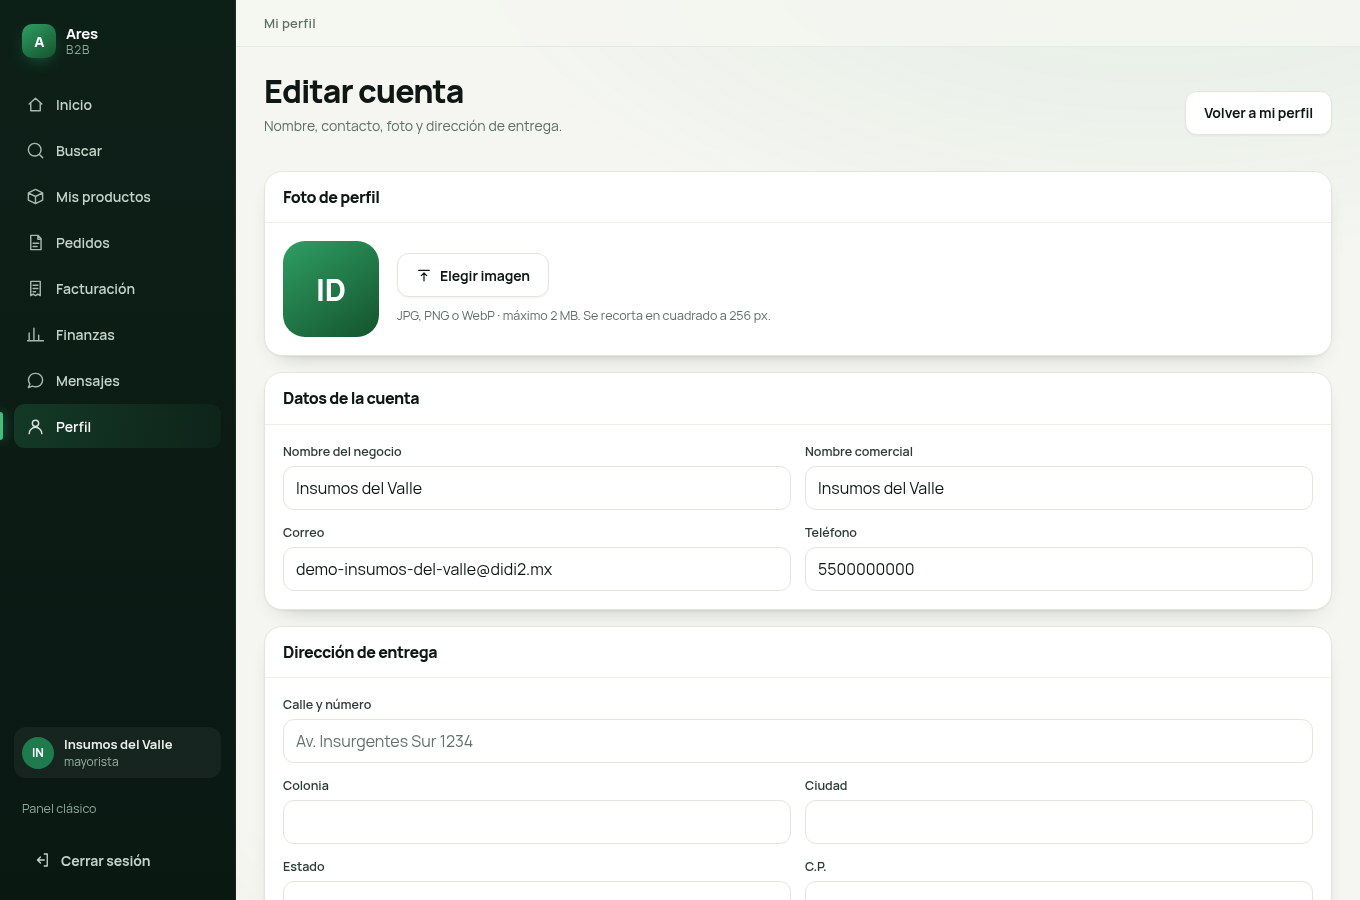 A
Ares
B2B
Inicio
Buscar
Mis productos
Pedidos
Facturación
Finanzas
Mensajes
Perfil
IN
Insumos del Valle
mayorista
Panel clásico
Cerrar sesión
Mi perfil
Editar cuenta
Nombre, contacto, foto y dirección de entrega.
Volver a mi perfil
Foto de perfil
ID
Elegir imagen
JPG, PNG o WebP · máximo 2 MB. Se recorta en cuadrado a 256 px.
Datos de la cuenta
Nombre del negocio
Nombre comercial
Insumos del Valle
Insumos del Valle
Correo
Teléfono
demo-insumos-del-valle@didi2.mx
5500000000
Dirección de entrega
Calle y número
Av. Insurgentes Sur 1234
Colonia
Ciudad
Estado
C.P.